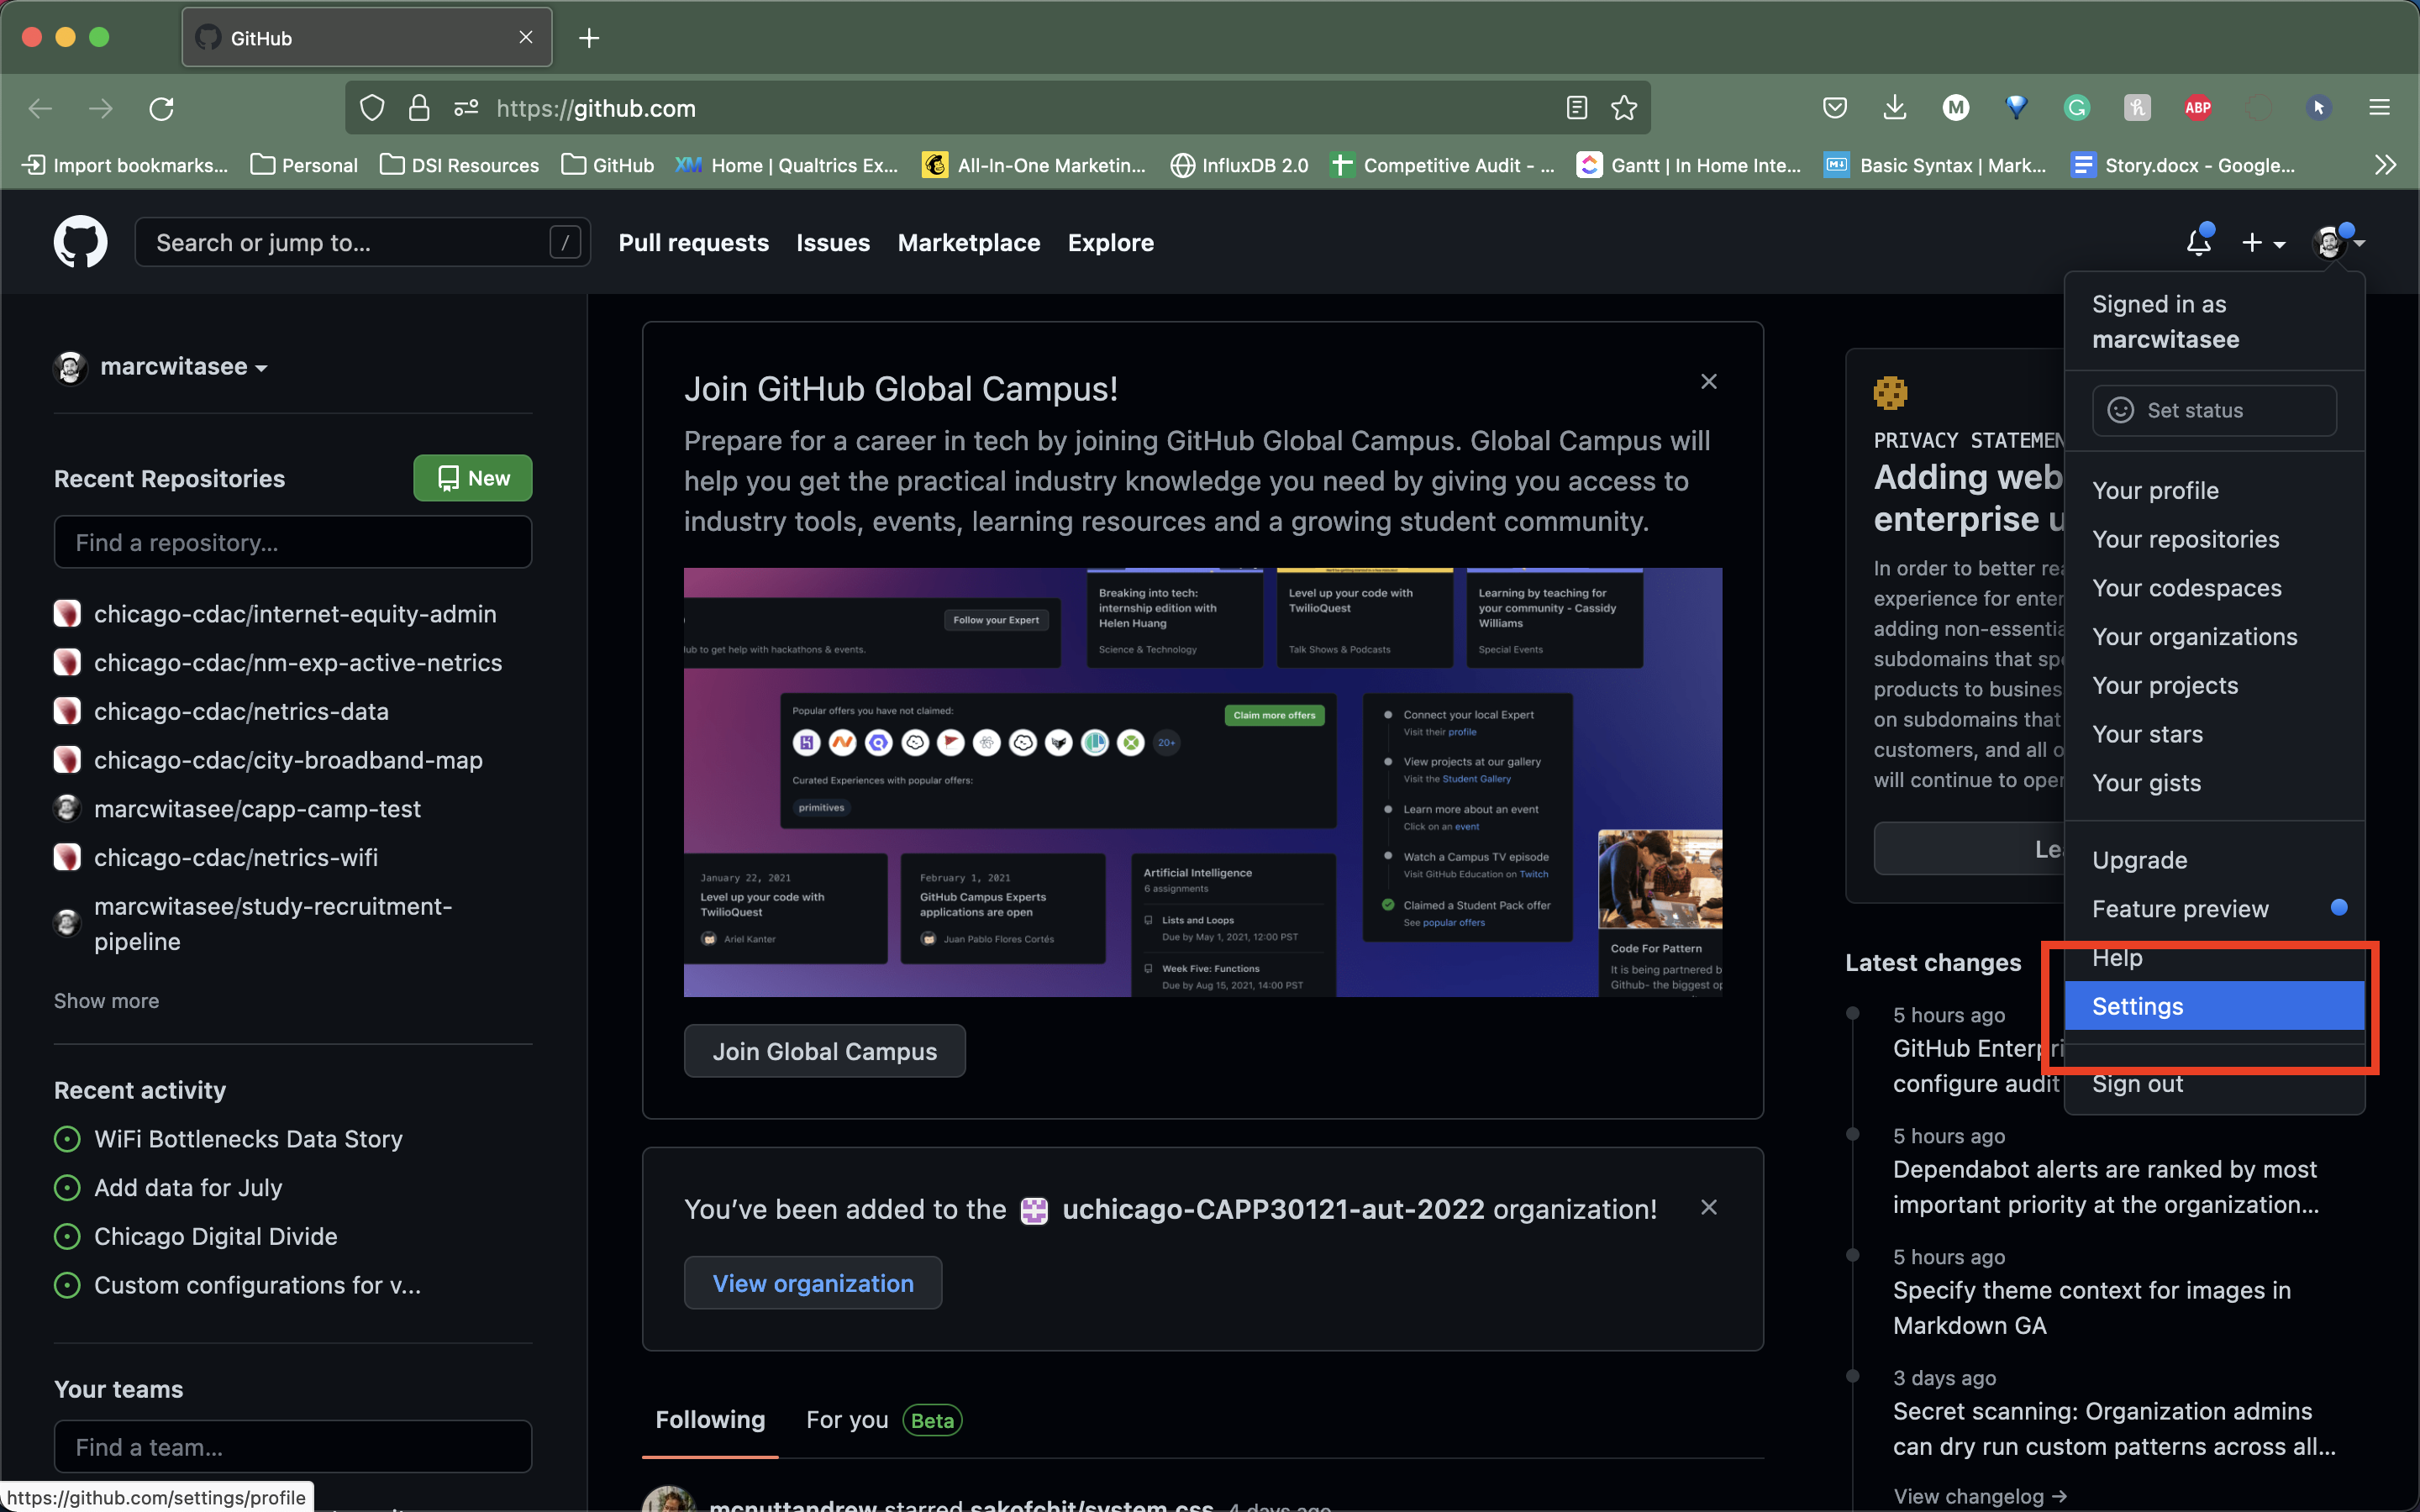 GitHub
https://github.com
M
ABP
Import bookmarks...
Personal
DSI Resources
GitHub
XM Home | Qualtrics Ex...
All-In-One Marketin...
InfluxDB 2.0
Competitive Audit - ...
Gantt | In Home Inte...
Basic Syntax | Mark...
Story.docx - Google...
Search or jump to...
/
Pull requests
Issues
Marketplace
Explore
marcwitasee
Recent Repositories
New
Find a repository...
chicago-cdac/internet-equity-admin
chicago-cdac/nm-exp-active-netrics
chicago-cdac/netrics-data
chicago-cdac/city-broadband-map
marcwitasee/capp-camp-test
chicago-cdac/netrics-wifi
marcwitasee/study-recruitment-
pipeline
Show more
Recent activity
WiFi Bottlenecks Data Story
Add data for July
Chicago Digital Divide
Custom configurations for v...
Your teams
Find a team...
https://github.com/settings/profile
Join GitHub Global Campus!
Prepare for a career in tech by joining GitHub Global Campus. Global Campus will
help you get the practical industry knowledge you need by giving you access to
industry tools, events, learning resources and a growing student community.
Follow your Expert
lub to get help with hackathons & events.
Breaking into tech:
internship edition with
Helen Huang
Science & Technology
Level up your code with
TwilioQuest
Talk Shows & Podcasts
Learning by teaching for
your community - Cassidy
Williams
Special Events
Popular offers you have not claimed:
Claim more offers
20+
Curated Experiences with popular offers:
primitives
Connect your local Expert
Visit their profile
View projects at our gallery
Visit the Student Gallery
Learn more about an event
Click on an event
Watch a Campus TV episode
Visit GitHub Education on Twitch
Claimed a Student Pack offer
See popular offers
January 22, 2021
Level up your code with
TwilioQuest
Ariel Kanter
February 1, 2021
GitHub Campus Experts
applications are open
Juan Pablo Flores Cortés
Artificial Intelligence
6 assignments
Lists and Loops
Due by May 1, 2021, 12:00 PST
Week Five: Functions
Due by Aug 15, 2021, 14:00 PST
Code For Pattern
It is being partnered b
Github- the biggest op
Join Global Campus
You've been added to the uchicago-CAPP30121-aut-2022 organization!
View organization
Following
For you
Beta
mcnuttandrew starred sakofchit/system.css 4 days ago
PRIVACY STATEMEN
Adding web
enterprise u
In order to better rea
experience for enter
adding non-essentia
subdomains that spe
products to busines
on subdomains that
customers, and all o
will continue to oper
Lea
Latest changes
5 hours ago
GitHub Enterpri
configure audit
5 hours ago
Dependabot alerts are ranked by most
important priority at the organization...
5 hours ago
Specify theme context for images in
Markdown GA
3 days ago
Secret scanning: Organization admins
can dry run custom patterns across all...
View changelog →
Signed in as
marcwitasee
Set status
Your profile
Your repositories
Your codespaces
Your organizations
Your projects
Your stars
Your gists
Upgrade
Feature preview
Help
Settings
Sign out